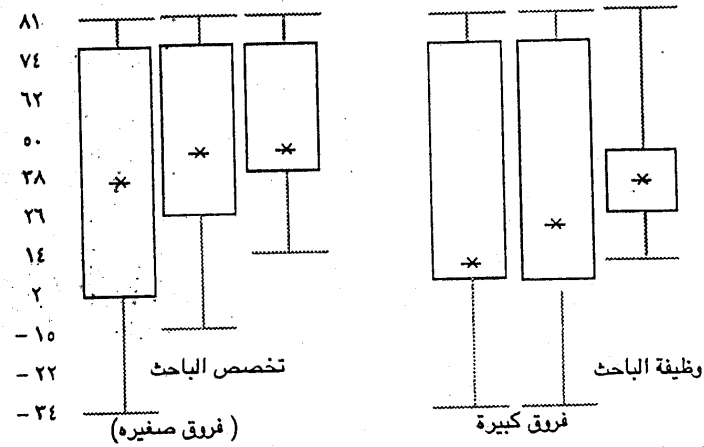 ٨١
٧٤
٦٢
٥٠
٣٨
٢٦
١٤
٢
− ١٥
− ٢٢
− ٣٤
تخصص الباحث
(فروق صغيره)
وظيفة الباحث
فروق كبيرة